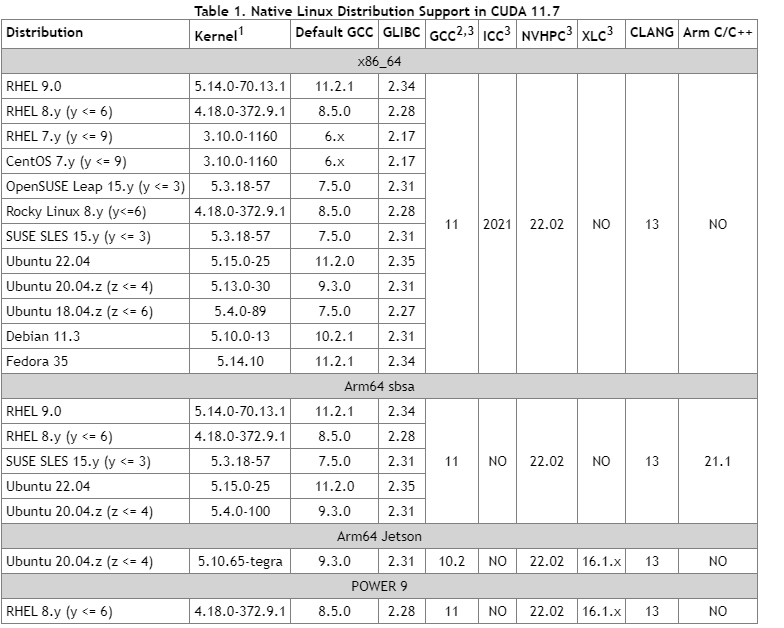 Table 1. Native Linux Distribution Support in CUDA 11.7
Distribution Kernel1 Default GCC GLIBC GCC2,3 ICC3 NVHPC3 XLC3 CLANG Arm C/C++
x86_64
RHEL 9.0 5.14.0-70.13.1 11.2.1 2.34
RHEL 8.y (y <= 6) 4.18.0-372.9.1 8.5.0 2.28
RHEL 7.y (y <= 9) 3.10.0-1160 6.x 2.17
CentOS 7.y (y <= 9) 3.10.0-1160 6.x 2.17
OpenSUSE Leap 15.y (y <= 3) 5.3.18-57 7.5.0 2.31
Rocky Linux 8.y (y<=6) 4.18.0-372.9.1 8.5.0 2.28
11 2021 22.02 NO 13 NO
SUSE SLES 15.y (y <= 3) 5.3.18-57 7.5.0 2.31
Ubuntu 22.04 5.15.0-25 11.2.0 2.35
Ubuntu 20.04.z (z <= 4) 5.13.0-30 9.3.0 2.31
Ubuntu 18.04.z (z <= 6) 5.4.0-89 7.5.0 2.27
Debian 11.3 5.10.0-13 10.2.1 2.31
Fedora 35 5.14.10 11.2.1 2.34
Arm64 sbsa
RHEL 9.0 5.14.0-70.13.1 11.2.1 2.34
RHEL 8.y (y <= 6) 4.18.0-372.9.1 8.5.0 2.28
SUSE SLES 15.y (y <= 3) 5.3.18-57 7.5.0 2.31 11 NO 22.02 NO 13 21.1
Ubuntu 22.04 5.15.0-25 11.2.0 2.35
Ubuntu 20.04.z (z <= 4) 5.4.0-100 9.3.0 2.31
Arm64 Jetson
Ubuntu 20.04.z (z <= 4) 5.10.65-tegra 9.3.0 2.31 10.2 NO 22.02 16.1.x 13 NO
POWER 9
RHEL 8.y (y <= 6) 4.18.0-372.9.1 8.5.0 2.28 11 NO 22.02 16.1.x 13 NO